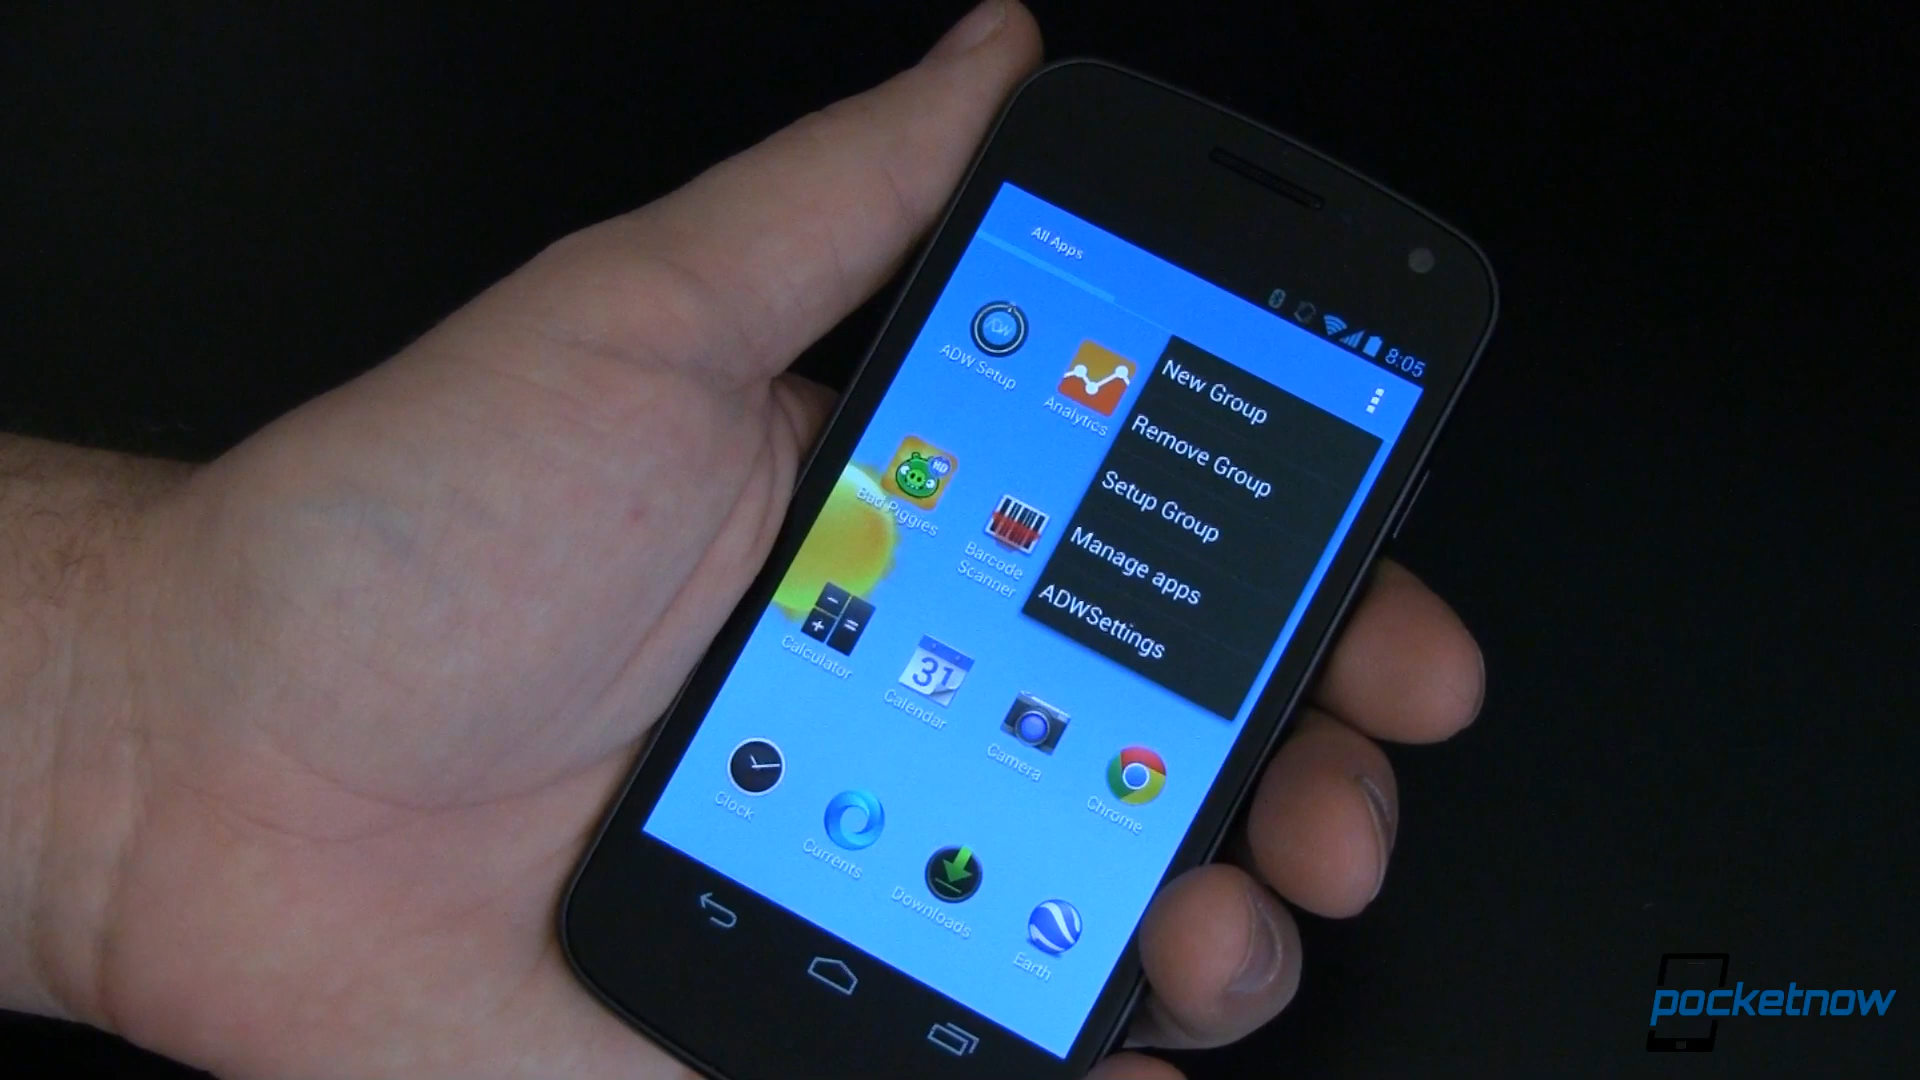 8:05
All Apps
ADW
ADW Setup
Analytics
New Group
Remove Group
Setup Group
Manage apps
ADWSettings
HD
Bad Piggies
Barcode
Scanner
Calculator
31
Calendar
Camera
Chrome
Clock
Currents
Downloads
Earth
pocketnow